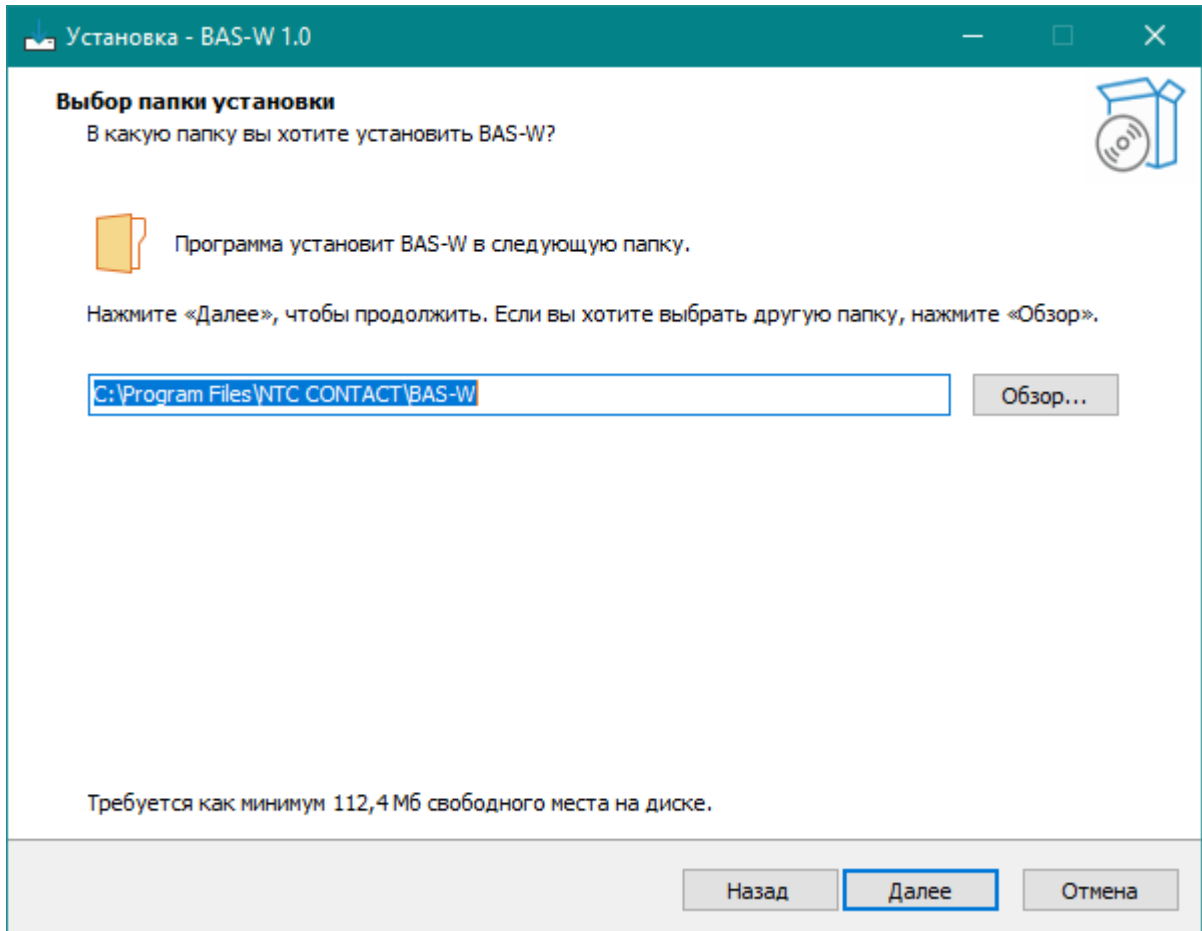 Установка - BAS-W 1.0
Выбор папки установки
В какую папку вы хотите установить BAS-W?
Программа установит BAS-W в следующую папку.
Нажмите «Далее», чтобы продолжить. Если вы хотите выбрать другую папку, нажмите «Обзор».
C:\Program Files\NTC CONTACT\BAS-W
Обзор...
Требуется как минимум 112,4 Мб свободного места на диске.
Назад
Далее
Отмена